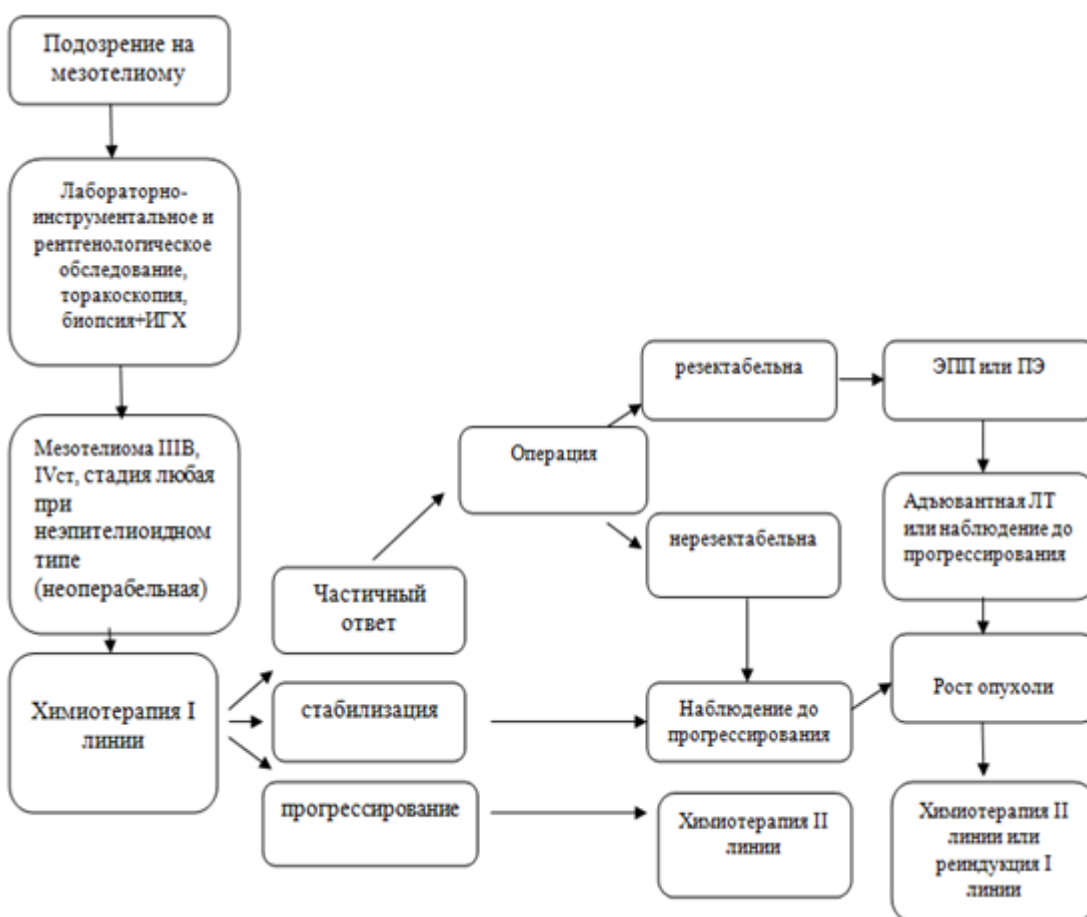 Подозрение на
мезотелиому
Лабораторно-
инструментальное и
рентгенологическое
обследование,
торакоскопия,
биопсия+ИГХ
Мезотелиома IIIВ,
IVст, стадия любая
при
неэпителиоидном
типе
(неоперабельная)
Химиотерапия I
линии
Частичный
ответ
стабилизация
прогрессирование
Операция
резектабельна
нерезектабельна
Наблюдение до
прогрессирования
Химиотерапия II
линии
ЭПП или ПЭ
Адъювантная ЛТ
или наблюдение до
прогрессирования
Рост опухоли
Химиотерапия II
линии или
реиндукция I
линии